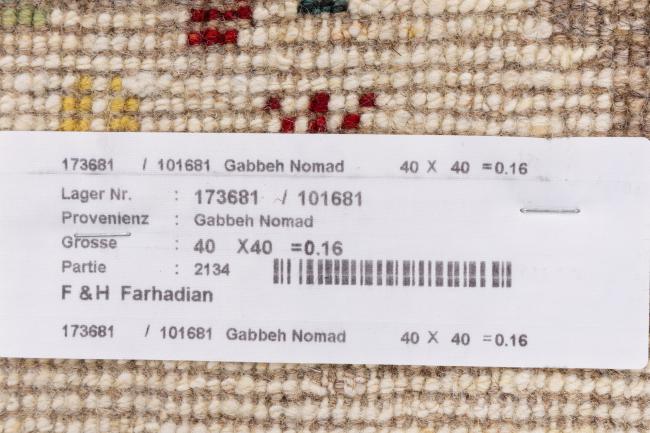 173681 / 101681 Gabbeh Nomad 40 X 40 =0.16
Lager Nr. : 173681 / 101681
Provenienz : Gabbeh Nomad
Grösse : 40 X40 =0.16
Partie : 2134
F & H Farhadian
173681 / 101681 Gabbeh Nomad 40 X 40 =0.16